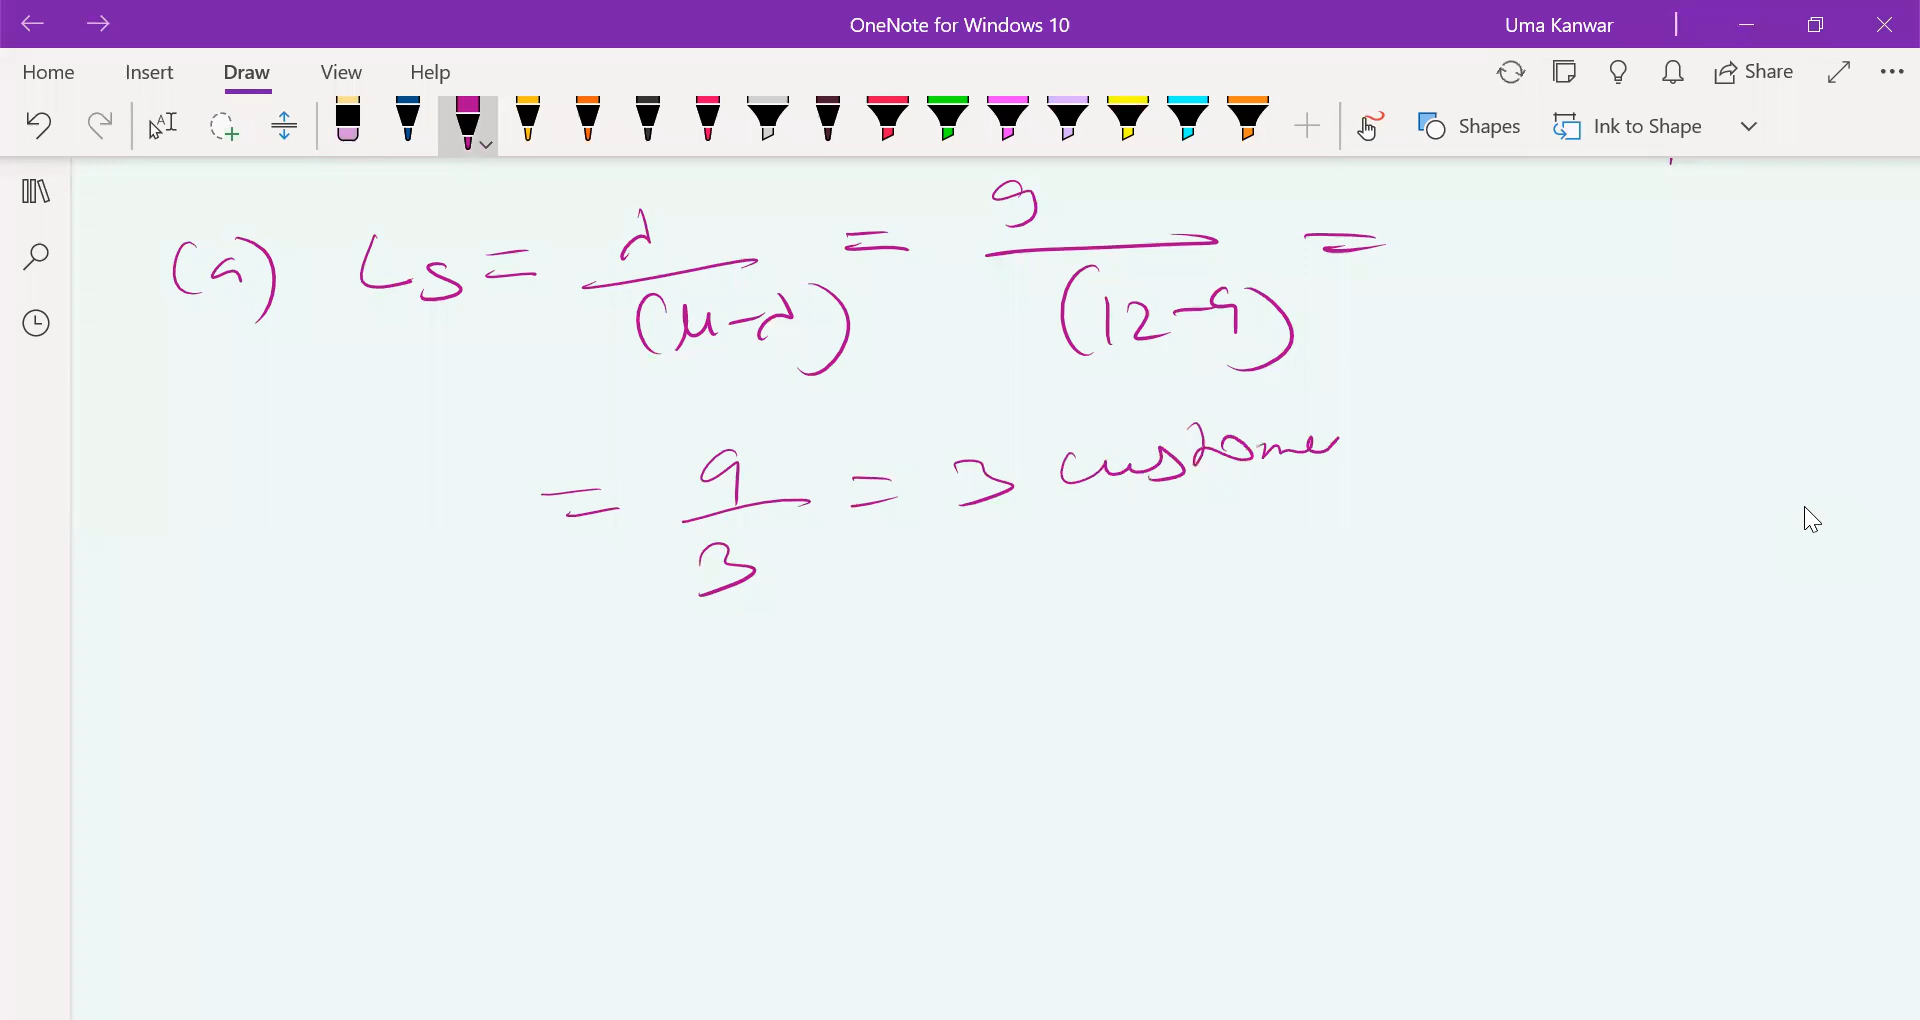 OneNote for Windows 10
Uma Kanwar
Home Insert Draw View Help
Share
Shapes
Ink to Shape
(a) Ls = λ/(μ-λ) = 9/(12-9) =
= 9/3 = 3 customer